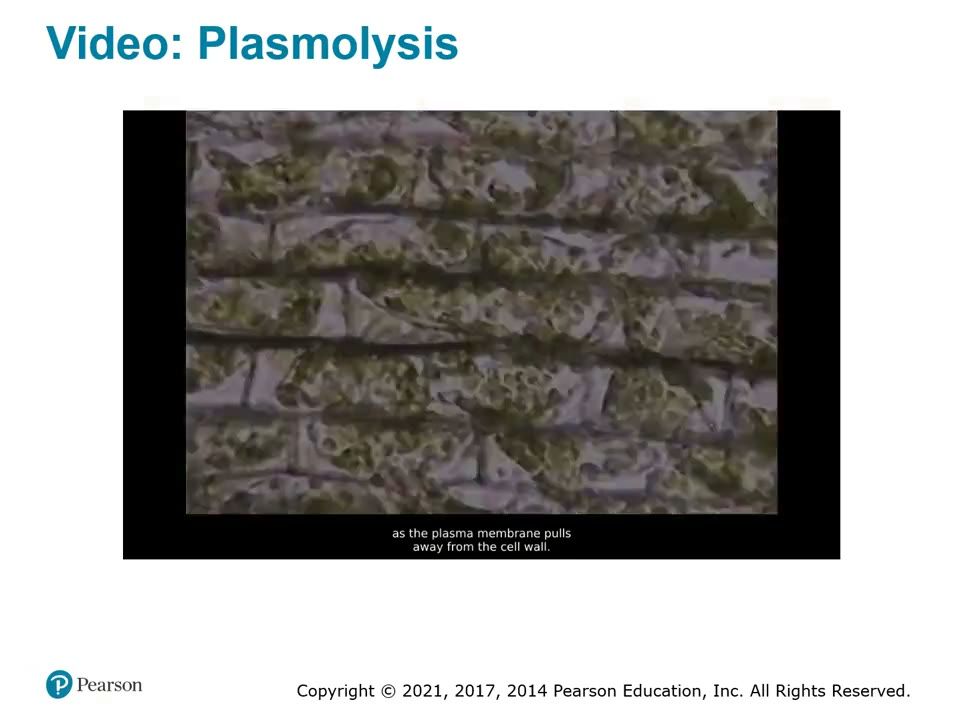 Video: Plasmolysis
as the plasma membrane pulls
away from the cell wall.
Pearson
Copyright © 2021, 2017, 2014 Pearson Education, Inc. All Rights Reserved.